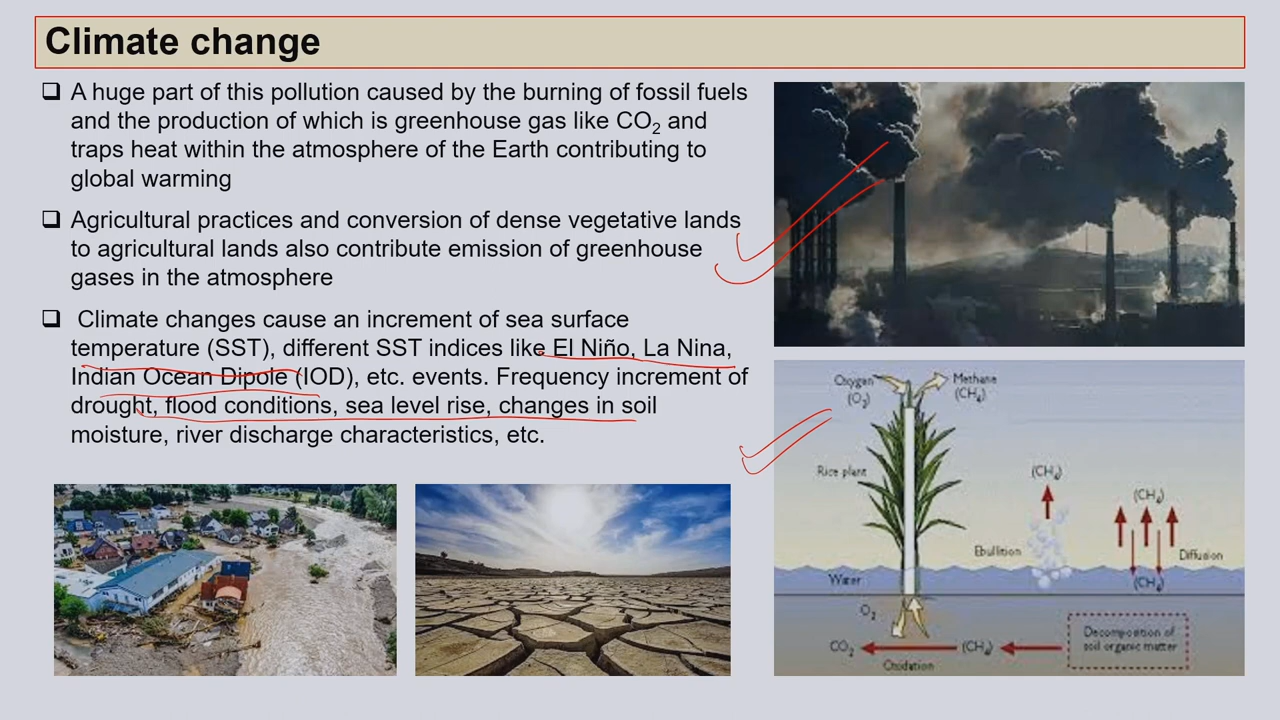 Climate change
❑ A huge part of this pollution caused by the burning of fossil fuels
and the production of which is greenhouse gas like CO₂ and
traps heat within the atmosphere of the Earth contributing to
global warming
❑ Agricultural practices and conversion of dense vegetative lands
to agricultural lands also contribute emission of greenhouse
gases in the atmosphere
❑ Climate changes cause an increment of sea surface
temperature (SST), different SST indices like El Niño, La Nina,
Indian Ocean Dipole (IOD), etc. events. Frequency increment of
drought, flood conditions, sea level rise, changes in soil
moisture, river discharge characteristics, etc.
Oxygen
(O₂)
Methane
(CH₄)
Rice plant
(CH₄)
(CH₄)
Ebullition
Diffusion
Water
(CH₄)
O₂
CO₂
(CH₄)
Oxidation
Decomposition of
soil organic matter